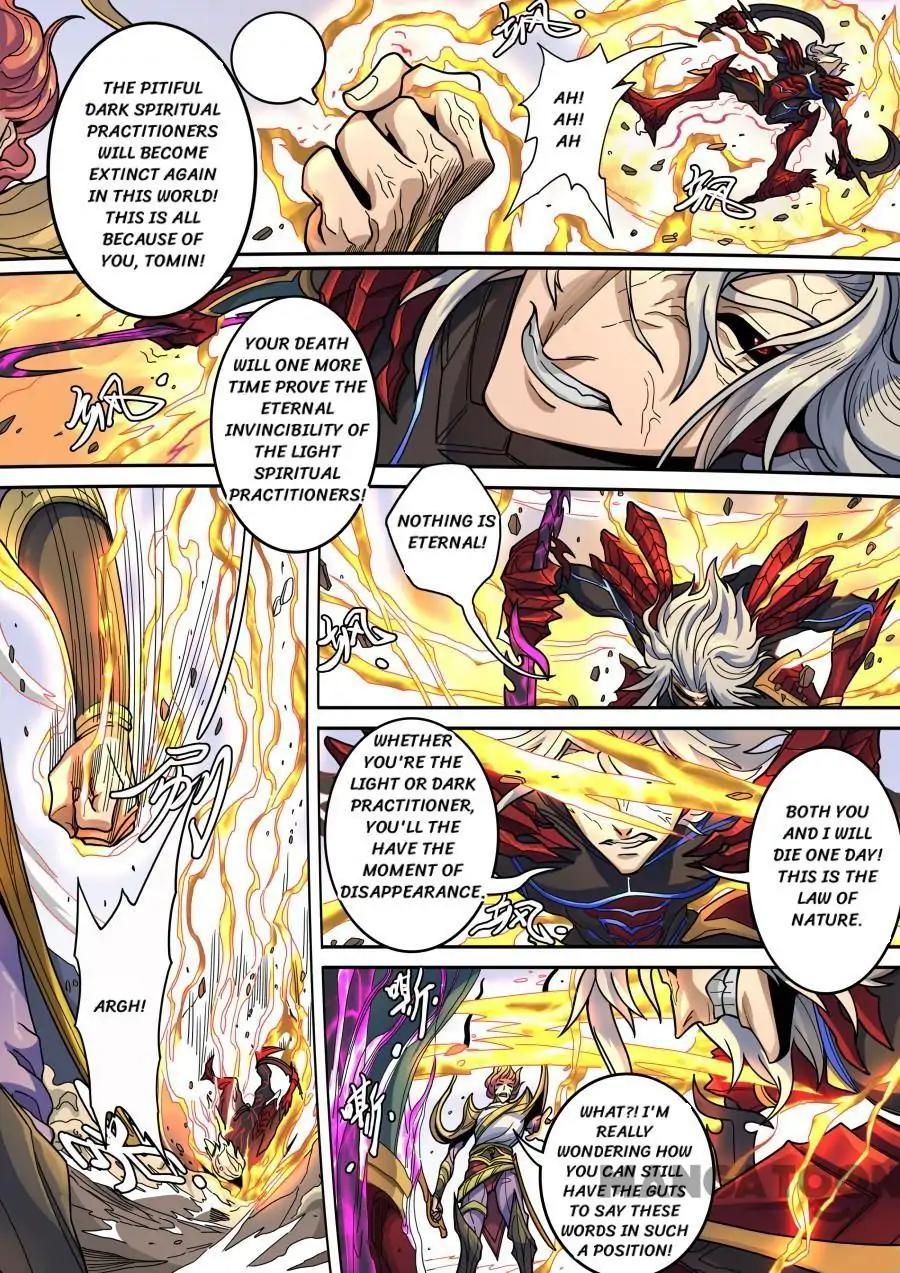 THE PITIFUL
DARK SPIRITUAL
PRACTITIONERS
WILL BECOME
EXTINCT AGAIN
IN THIS WORLD!
THIS IS ALL
BECAUSE OF
YOU, TOMIN!
AH!
AH!
AH
YOUR DEATH
WILL ONE MORE
TIME PROVE THE
ETERNAL
INVINCIBILITY OF
THE LIGHT
SPIRITUAL
PRACTITIONERS!
NOTHING IS
ETERNAL!
WHETHER
YOU'RE THE
LIGHT OR DARK
PRACTITIONER,
YOU'LL THE
HAVE THE
MOMENT OF
DISAPPEARANCE.
BOTH YOU
AND I WILL
DIE ONE DAY!
THIS IS THE
LAW OF
NATURE.
ARGH!
嘶
嘶
WHAT?! I'M
REALLY
WONDERING HOW
YOU CAN STILL
HAVE THE GUTS
TO SAY THESE
WORDS IN SUCH
A POSITION!
MANGATOON